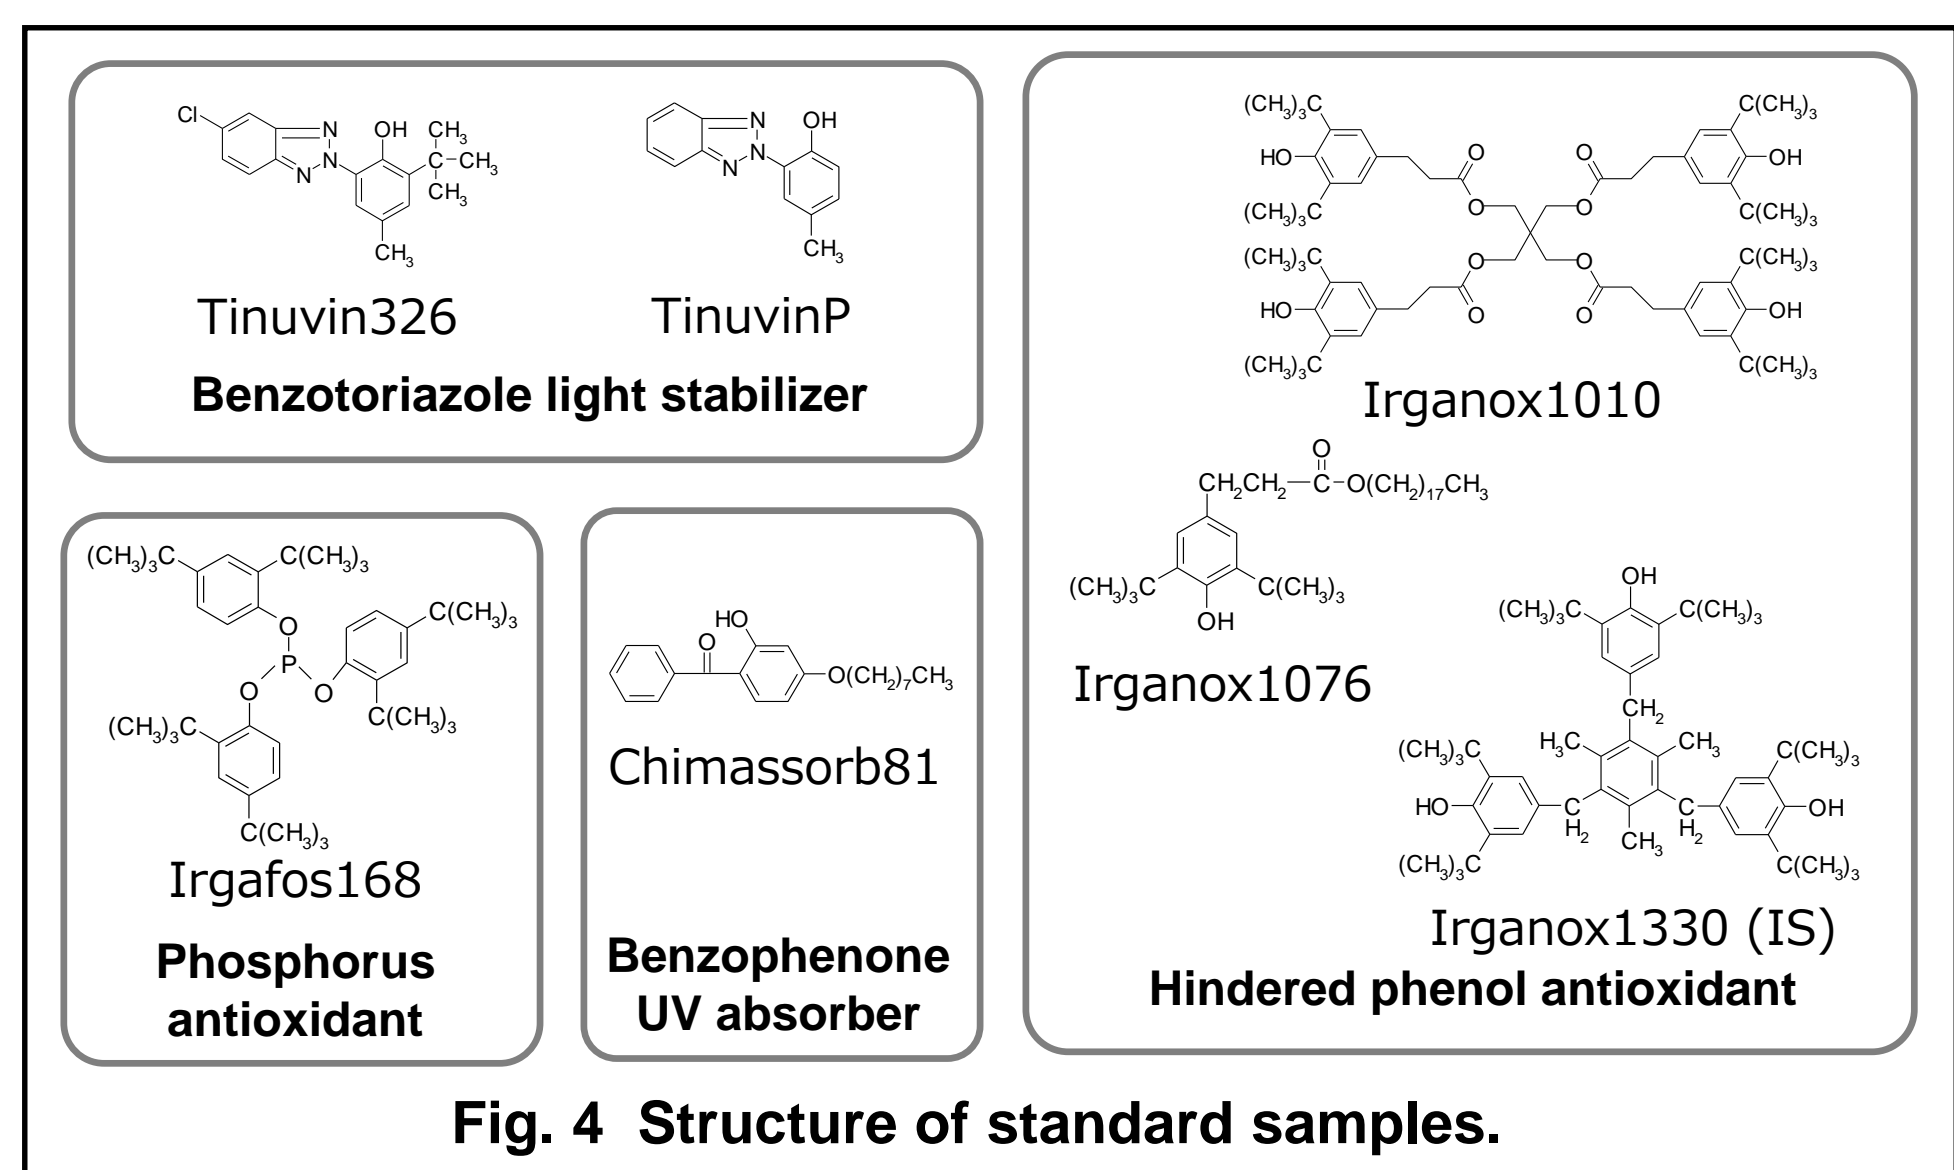 Cl
N
N
N
OH
CH3
C
CH3
CH3
CH3
Tinuvin326
N
N
N
OH
CH3
TinuvinP
Benzotoriazole light stabilizer
(CH3)3C
C(CH3)3
O
C(CH3)3
P
O
O
(CH3)3C
C(CH3)3
C(CH3)3
Irgafos168
Phosphorus
antioxidant
HO
O
O(CH2)7CH3
Chimassorb81
Benzophenone
UV absorber
(CH3)3C
C(CH3)3
HO
O
O
OH
(CH3)3C
O
O
C(CH3)3
(CH3)3C
O
O
C(CH3)3
HO
O
O
OH
(CH3)3C
C(CH3)3
Irganox1010
O
CH2CH2
C
O(CH2)17CH3
(CH3)3C
C(CH3)3
OH
Irganox1076
OH
(CH3)3C
C(CH3)3
CH2
(CH3)3C
H3C
CH3
C(CH3)3
HO
C
H2
C
H2
OH
CH3
(CH3)3C
C(CH3)3
Irganox1330 (IS)
Hindered phenol antioxidant
Fig. 4 Structure of standard samples.